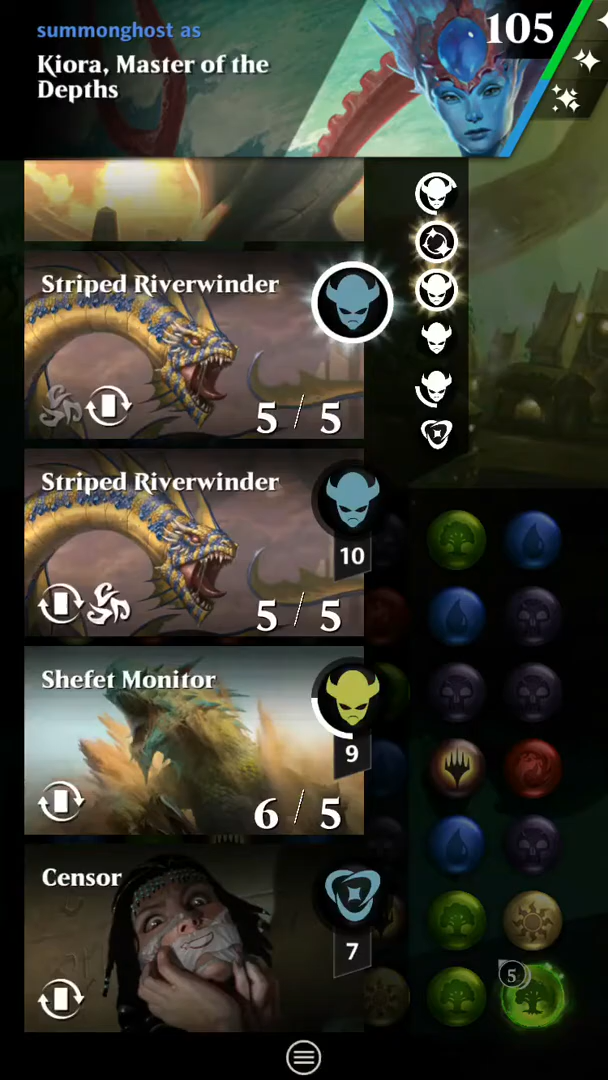 summonghost as
105
Kiora, Master of the
Depths
Striped Riverwinder
5 / 5
Striped Riverwinder
10
5 / 5
Shefet Monitor
9
6 / 5
Censor
7
5